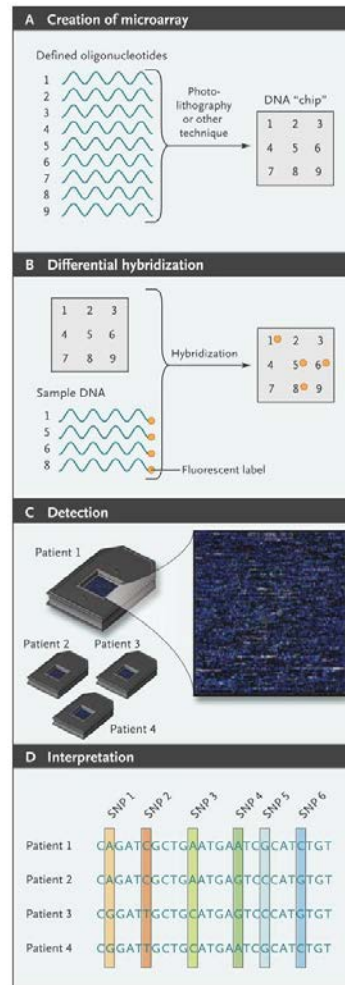 A Creation of microarray
Defined oligonucleotides
1
2
3
4
5
6
7
8
9
Photo-
lithography
or other
technique
DNA “chip”
1 2 3
4 5 6
7 8 9
B Differential hybridization
1 2 3
4 5 6
7 8 9
Sample DNA
1
5
6
8
Hybridization
1 2 3
4 5 6
7 8 9
Fluorescent label
C Detection
Patient 1
Patient 2
Patient 3
Patient 4
D Interpretation
SNP 1
SNP 2
SNP 3
SNP 4
SNP 5
SNP 6
Patient 1 CAGATCGCTGAATGAATCGCATCTGT
Patient 2 CAGATCGCTGAATGAGTCCCATGTGT
Patient 3 CGGATTGCTGCATGAGTCCCATGTGT
Patient 4 CGGATTGCTGCATGAATCGCATCTGT